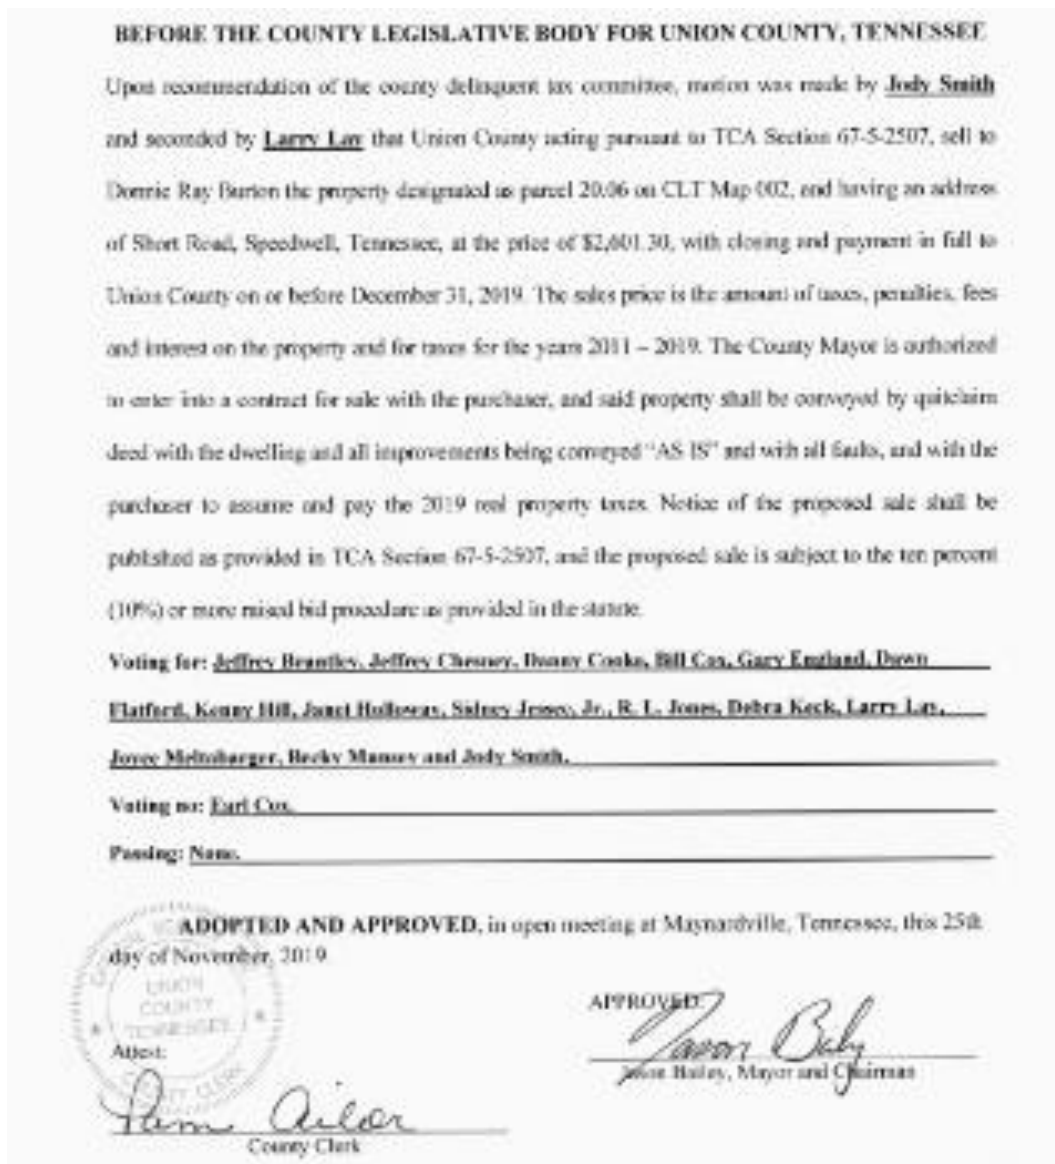 BEFORE THE COUNTY LEGISLATIVE BODY FOR UNION COUNTY, TENNESSEE
Upon recommendation of the county delinquent tax committee, motion was made by Jody Smith
and seconded by Larry Lay that Union County acting pursuant to TCA Section 67-5-2507, sell to
Donnie Ray Burton the property designated as parcel 20.06 on CLT Map 002, and having an address
of Short Road, Speedwell, Tennessee, at the price of $2,601.30, with closing and payment in full to
Union County on or before December 31, 2019. The sales price is the amount of taxes, penalties, fees
and interest on the property and for taxes for the years 2011 – 2019. The County Mayor is authorized
to enter into a contract for sale with the purchaser, and said property shall be conveyed by quitclaim
deed with the dwelling and all improvements being conveyed "AS IS" and with all faults, and with the
purchaser to assume and pay the 2019 real property taxes. Notice of the proposed sale shall be
published as provided in TCA Section 67-5-2507, and the proposed sale is subject to the ten percent
(10%) or more raised bid procedure as provided in the statute.
Voting for: Jeffrey Brantley, Jeffrey Chesney, Danny Cooke, Bill Cox, Gary England, Dawn
Flatford, Kenny Hill, Janet Holloway, Sidney Jessee, Jr., R. L. Jones, Debra Keck, Larry Lay,
Joyce Meltabarger, Becky Munsey and Jody Smith.
Voting no: Earl Cox.
Passing: None.
ADOPTED AND APPROVED, in open meeting at Maynardville, Tennessee, this 25th
day of November, 2019
UNION
COUNTY
TENNESSEE
COUNTY CLERK
APPROVED:
Jason Baily
Jason Bailey, Mayor and Chairman
Attest:
Pam Ailor
County Clerk